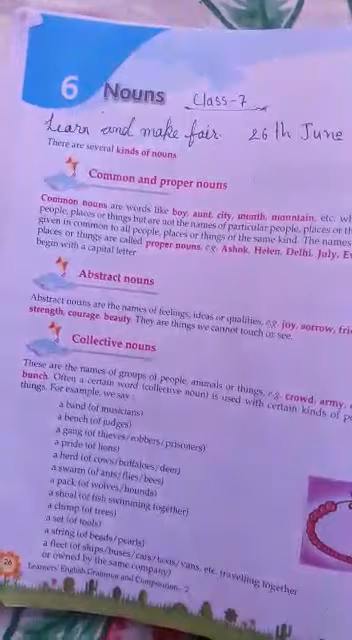 6 Nouns Class-7
Learn and make fair. 26th June
There are several kinds of nouns
Common and proper nouns
Common nouns are words like boy, aunt, city, month, mountain, etc.
people, places or things but are not the names of particular people, places or
given in common to all people, places or things of the same kind. The names
places or things are called proper nouns, e.g. Ashok, Helen, Delhi, July,
begin with a capital letter
Abstract nouns
Abstract nouns are the names of feelings, ideas or qualities, e.g. joy, sorrow,
strength, courage, beauty. They are things we cannot touch or see.
Collective nouns
These are the names of groups of people, animals or things, e.g. crowd, army,
bunch. Often a certain word (collective noun) is used with certain kinds of
things. For example, we say:
a band (of musicians)
a bench (of judges)
a gang (of thieves/robbers/prisoners)
a pride (of lions)
a herd (of cows/buffaloes/deer)
a swarm (of ants/flies/bees)
a pack (of wolves/hounds)
a shoal (of fish swimming together)
a clump (of trees)
a set (of tools)
a string (of beads/pearls)
a fleet (of ships/buses/cars/taxis/vans, etc. travelling together
or owned by the same company)
26 Learners' English Grammar and Composition, 7